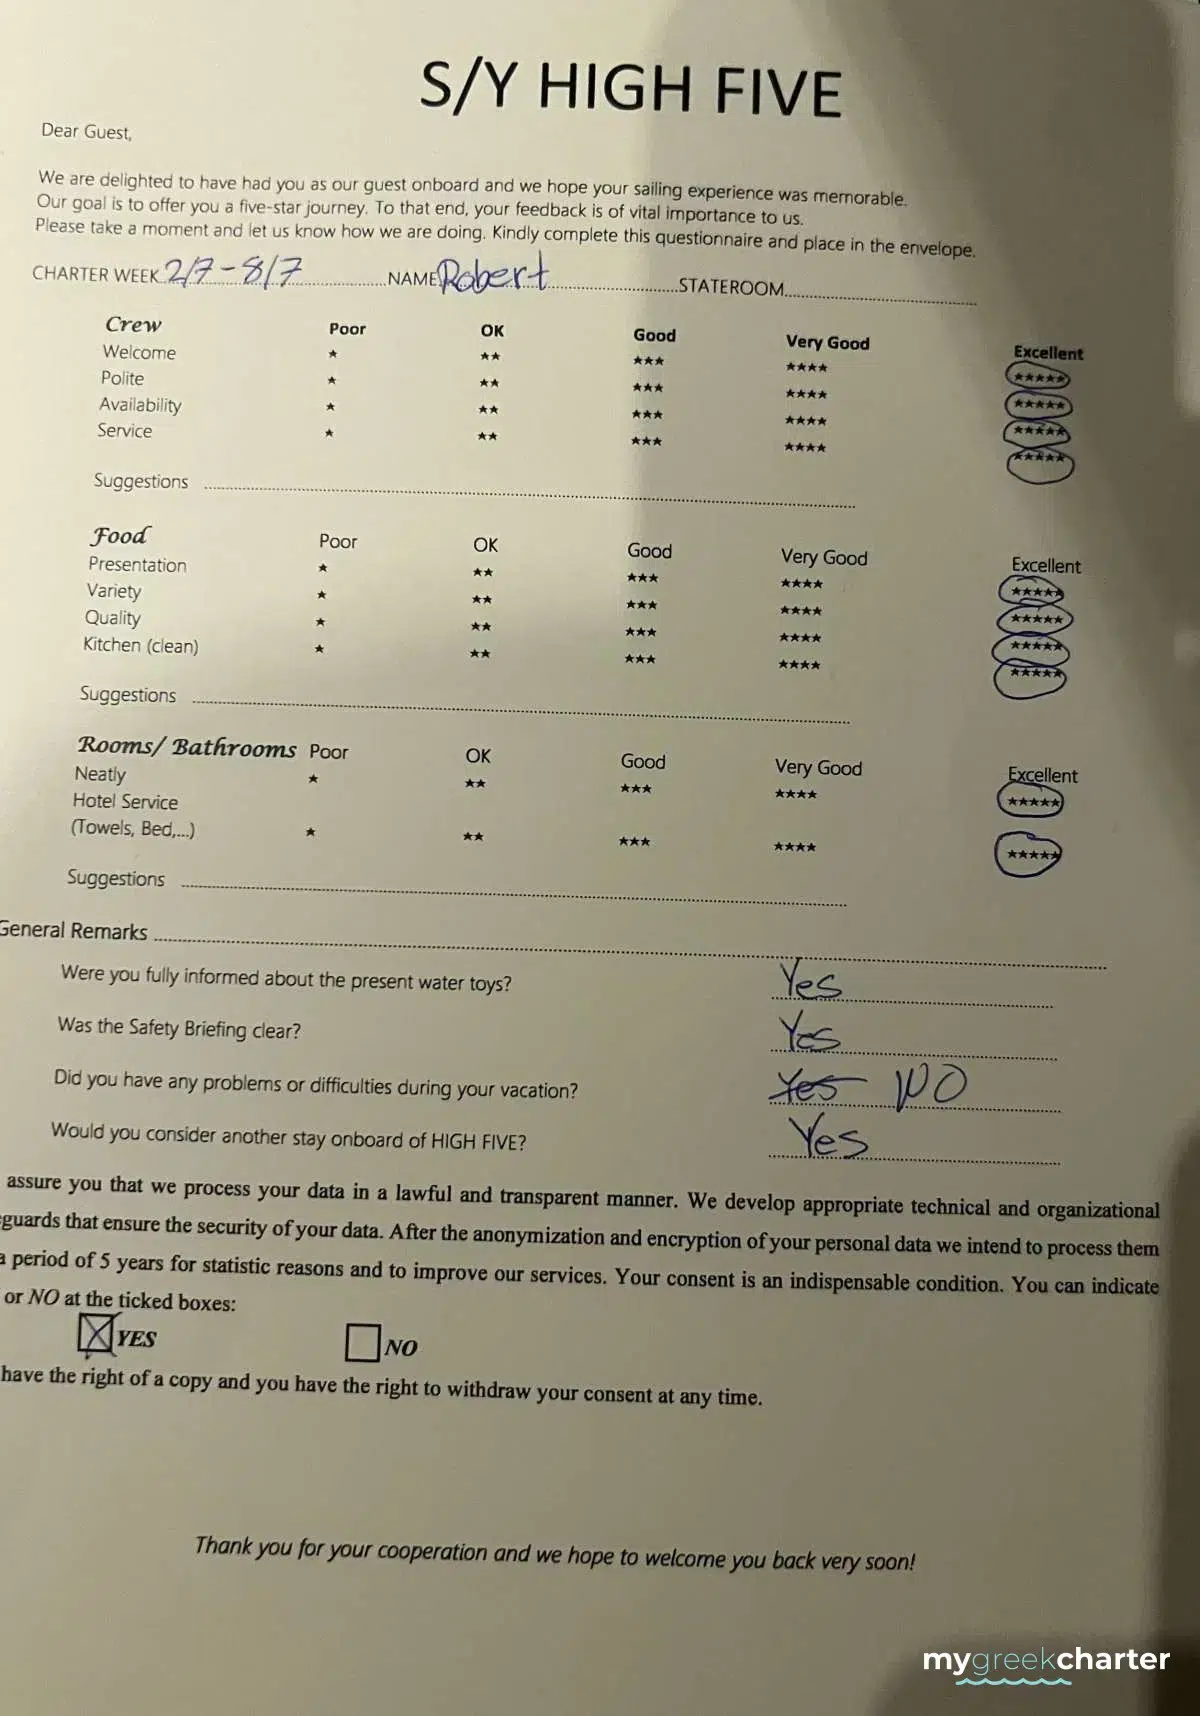 S/Y HIGH FIVE
Dear Guest,
We are delighted to have had you as our guest onboard and we hope your sailing experience was memorable.
Our goal is to offer you a five-star journey. To that end, your feedback is of vital importance to us.
Please take a moment and let us know how we are doing. Kindly complete this questionnaire and place in the envelope.
CHARTER WEEK 2/7 - 8/7 NAME Robert STATEROOM
Crew Poor OK Good Very Good Excellent
Welcome ★ ★★ ★★★ ★★★★ ★★★★★
Polite ★ ★★ ★★★ ★★★★ ★★★★★
Availability ★ ★★ ★★★ ★★★★ ★★★★★
Service ★ ★★ ★★★ ★★★★ ★★★★★
Suggestions
Food Poor OK Good Very Good Excellent
Presentation ★ ★★ ★★★ ★★★★ ★★★★★
Variety ★ ★★ ★★★ ★★★★ ★★★★★
Quality ★ ★★ ★★★ ★★★★ ★★★★★
Kitchen (clean) ★ ★★ ★★★ ★★★★ ★★★★★
Suggestions
Rooms/ Bathrooms Poor OK Good Very Good Excellent
Neatly ★ ★★ ★★★ ★★★★ ★★★★★
Hotel Service
(Towels, Bed,...) ★ ★★ ★★★ ★★★★ ★★★★★
Suggestions
General Remarks
Were you fully informed about the present water toys? Yes
Was the Safety Briefing clear? Yes
Did you have any problems or difficulties during your vacation? Yes NO
Would you consider another stay onboard of HIGH FIVE? Yes
assure you that we process your data in a lawful and transparent manner. We develop appropriate technical and organizational
guards that ensure the security of your data. After the anonymization and encryption of your personal data we intend to process them
a period of 5 years for statistic reasons and to improve our services. Your consent is an indispensable condition. You can indicate
or NO at the ticked boxes:
YES NO
have the right of a copy and you have the right to withdraw your consent at any time.
Thank you for your cooperation and we hope to welcome you back very soon!
mygreekcharter